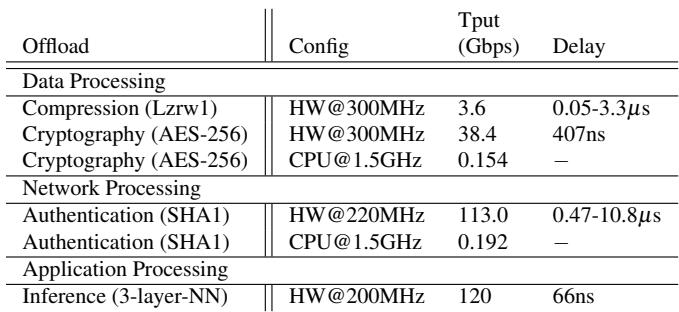 Offload Config Tput (Gbps) Delay
Data Processing
Compression (Lzrw1) HW@300MHz 3.6 0.05-3.3μs
Cryptography (AES-256) HW@300MHz 38.4 407ns
Cryptography (AES-256) CPU@1.5GHz 0.154 –
Network Processing
Authentication (SHA1) HW@220MHz 113.0 0.47-10.8μs
Authentication (SHA1) CPU@1.5GHz 0.192 –
Application Processing
Inference (3-layer-NN) HW@200MHz 120 66ns